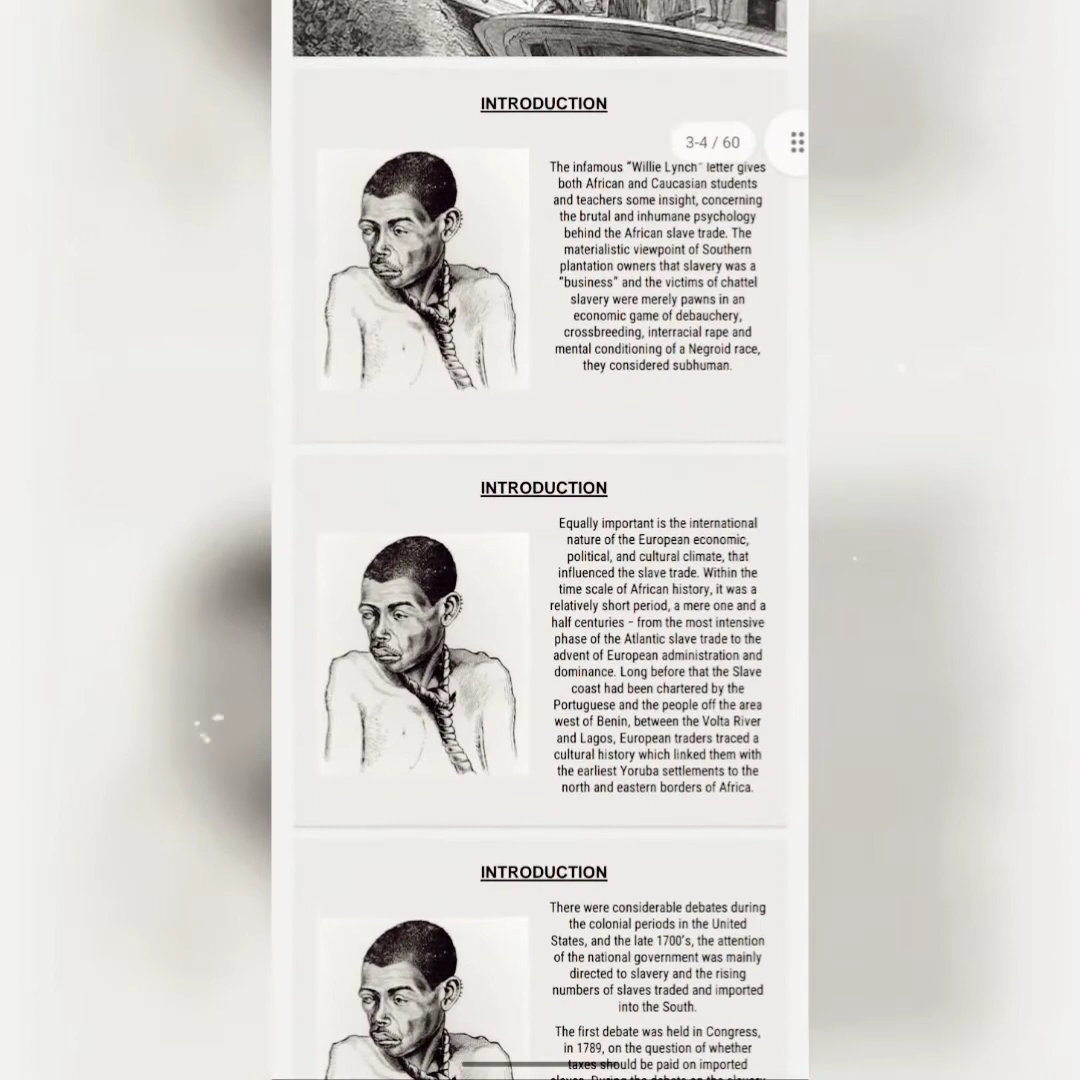 INTRODUCTION
3-4 / 60
The infamous "Willie Lynch" letter gives
both African and Caucasian students
and teachers some insight, concerning
the brutal and inhumane psychology
behind the African slave trade. The
materialistic viewpoint of Southern
plantation owners that slavery was a
"business" and the victims of chattel
slavery were merely pawns in an
economic game of debauchery,
crossbreeding, interracial rape and
mental conditioning of a Negroid race,
they considered subhuman.
INTRODUCTION
Equally important is the international
nature of the European economic,
political, and cultural climate, that
influenced the slave trade. Within the
time scale of African history, it was a
relatively short period, a mere one and a
half centuries – from the most intensive
phase of the Atlantic slave trade to the
advent of European administration and
dominance. Long before that the Slave
coast had been chartered by the
Portuguese and the people off the area
west of Benin, between the Volta River
and Lagos, European traders traced a
cultural history which linked them with
the earliest Yoruba settlements to the
north and eastern borders of Africa.
INTRODUCTION
There were considerable debates during
the colonial periods in the United
States, and the late 1700's, the attention
of the national government was mainly
directed to slavery and the rising
numbers of slaves traded and imported
into the South.
The first debate was held in Congress,
in 1789, on the question of whether
taxes should be paid on imported